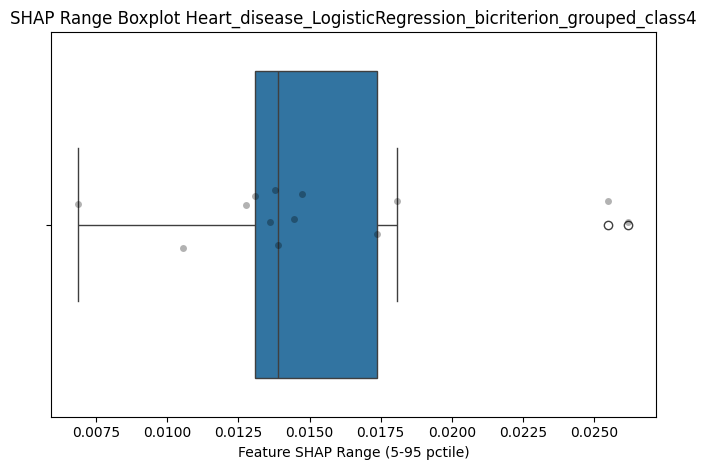 SHAP Range Boxplot Heart_disease_LogisticRegression_bicriterion_grouped_class4
0.0075 0.0100 0.0125 0.0150 0.0175 0.0200 0.0225 0.0250
Feature SHAP Range (5-95 pctile)